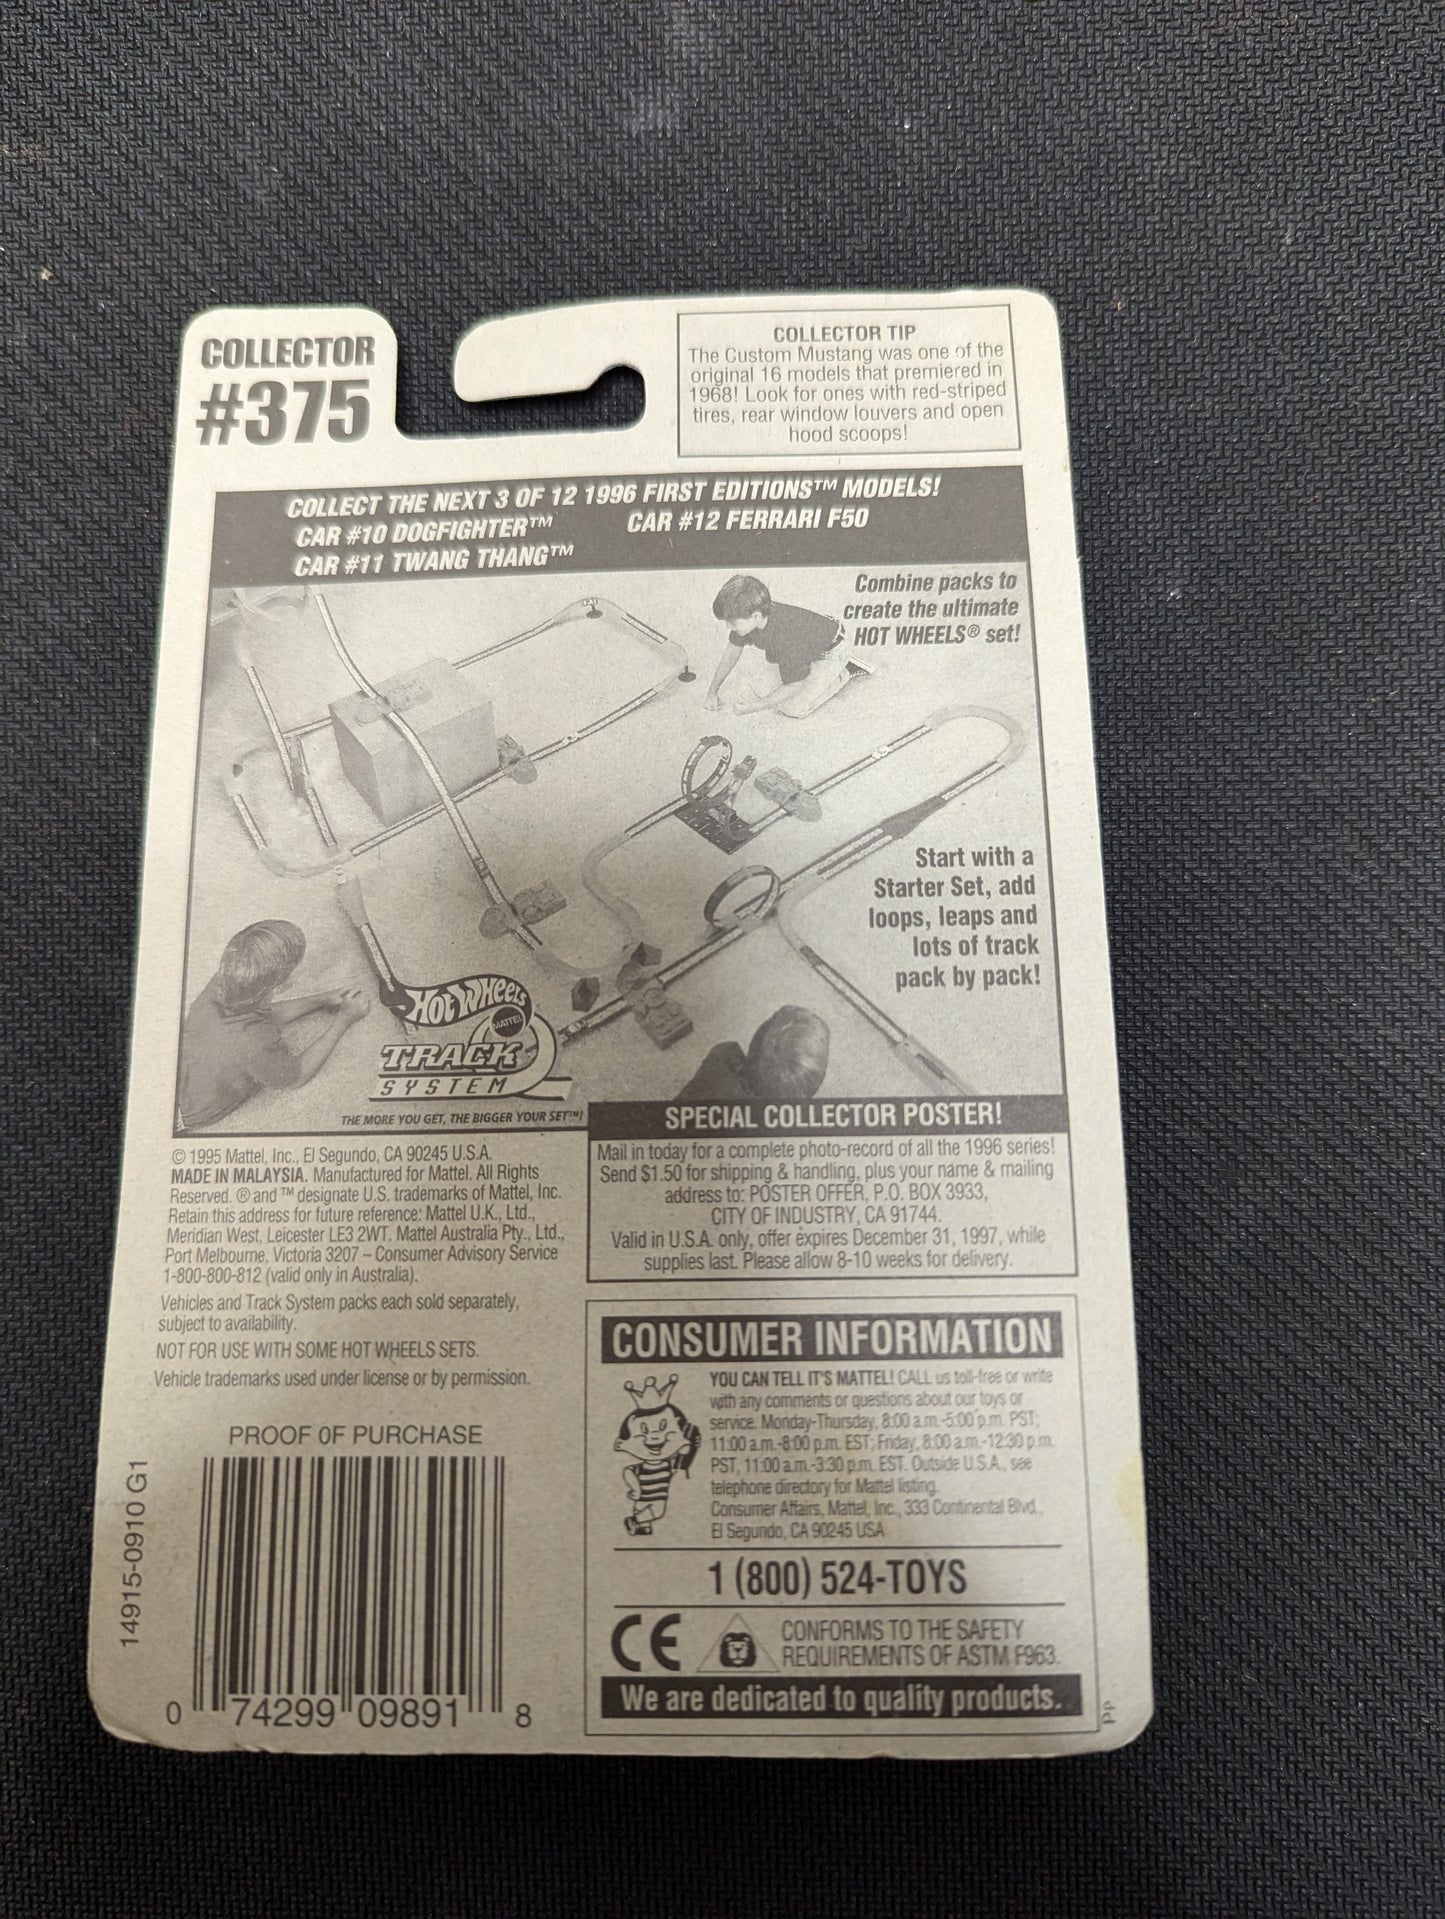 COLLECTOR
#375
COLLECTOR TIP
The Custom Mustang was one of the
original 16 models that premiered in
1968! Look for ones with red-striped
tires, rear window louvers and open
hood scoops!
COLLECT THE NEXT 3 OF 12 1996 FIRST EDITIONS™ MODELS!
CAR #10 DOGFIGHTER™ CAR #12 FERRARI F50
CAR #11 TWANG THANG™
Combine packs to
create the ultimate
HOT WHEELS® set!
Start with a
Starter Set, add
loops, leaps and
lots of track
pack by pack!
HOT WHEELS
MATTEL
TRACK
SYSTEM
THE MORE YOU GET, THE BIGGER YOUR SET™!
© 1995 Mattel, Inc., El Segundo, CA 90245 U.S.A.
MADE IN MALAYSIA. Manufactured for Mattel. All Rights
Reserved. ® and ™ designate U.S. trademarks of Mattel, Inc.
Retain this address for future reference: Mattel U.K., Ltd.,
Meridian West, Leicester LE3 2WT. Mattel Australia Pty., Ltd.,
Port Melbourne, Victoria 3207 – Consumer Advisory Service
1-800-800-812 (valid only in Australia).
Vehicles and Track System packs each sold separately,
subject to availability.
NOT FOR USE WITH SOME HOT WHEELS SETS.
Vehicle trademarks used under license or by permission.
PROOF OF PURCHASE
14915-0910 G1
0 74299 09891 8
SPECIAL COLLECTOR POSTER!
Mail in today for a complete photo-record of all the 1996 series!
Send $1.50 for shipping & handling, plus your name & mailing
address to: POSTER OFFER, P.O. BOX 3933,
CITY OF INDUSTRY, CA 91744.
Valid in U.S.A. only, offer expires December 31, 1997, while
supplies last. Please allow 8-10 weeks for delivery.
CONSUMER INFORMATION
YOU CAN TELL IT'S MATTEL! CALL us toll-free or write
with any comments or questions about our toys or
service. Monday-Thursday, 8:00 a.m.-5:00 p.m. PST;
11:00 a.m.-8:00 p.m. EST; Friday, 8:00 a.m.-12:30 p.m.
PST, 11:00 a.m.-3:30 p.m. EST. Outside U.S.A., see
telephone directory for Mattel listing.
Consumer Affairs, Mattel, Inc., 333 Continental Blvd.,
El Segundo, CA 90245 USA
1 (800) 524-TOYS
CE
CONFORMS TO THE SAFETY
REQUIREMENTS OF ASTM F963.
We are dedicated to quality products.
PP